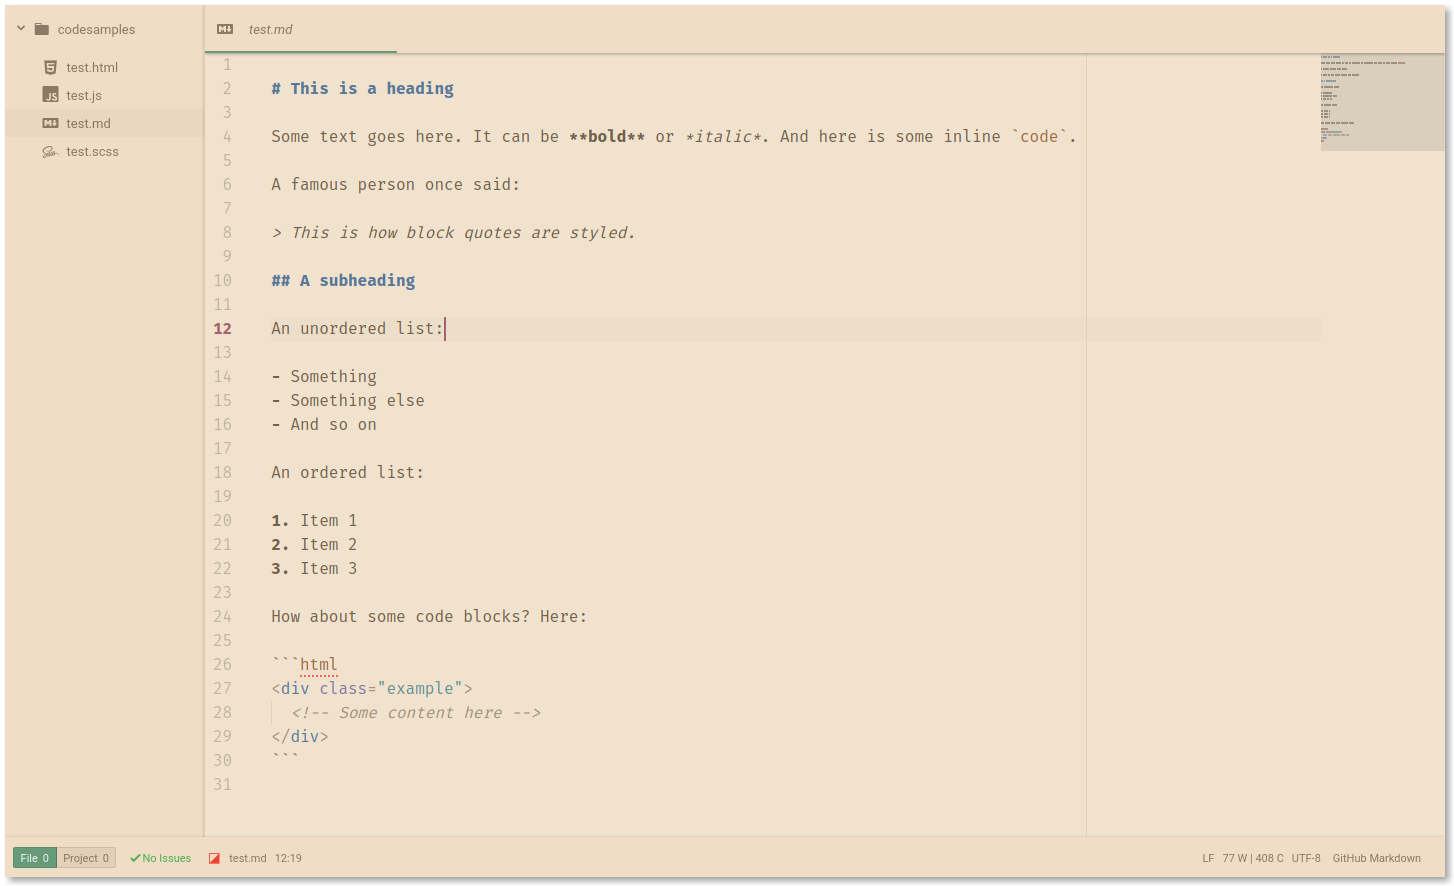 codesamples
test.html
test.js
test.md
test.scss
test.md
1
2 # This is a heading
3
4 Some text goes here. It can be **bold** or *italic*. And here is some inline `code`.
5
6 A famous person once said:
7
8 > This is how block quotes are styled.
9
10 ## A subheading
11
12 An unordered list:
13
14 - Something
15 - Something else
16 - And so on
17
18 An ordered list:
19
20 1. Item 1
21 2. Item 2
22 3. Item 3
23
24 How about some code blocks? Here:
25
26 ```html
27 <div class="example">
28   <!-- Some content here -->
29 </div>
30 ```
31
File 0 Project 0 No Issues test.md 12:19 LF 77 W | 408 C UTF-8 GitHub Markdown